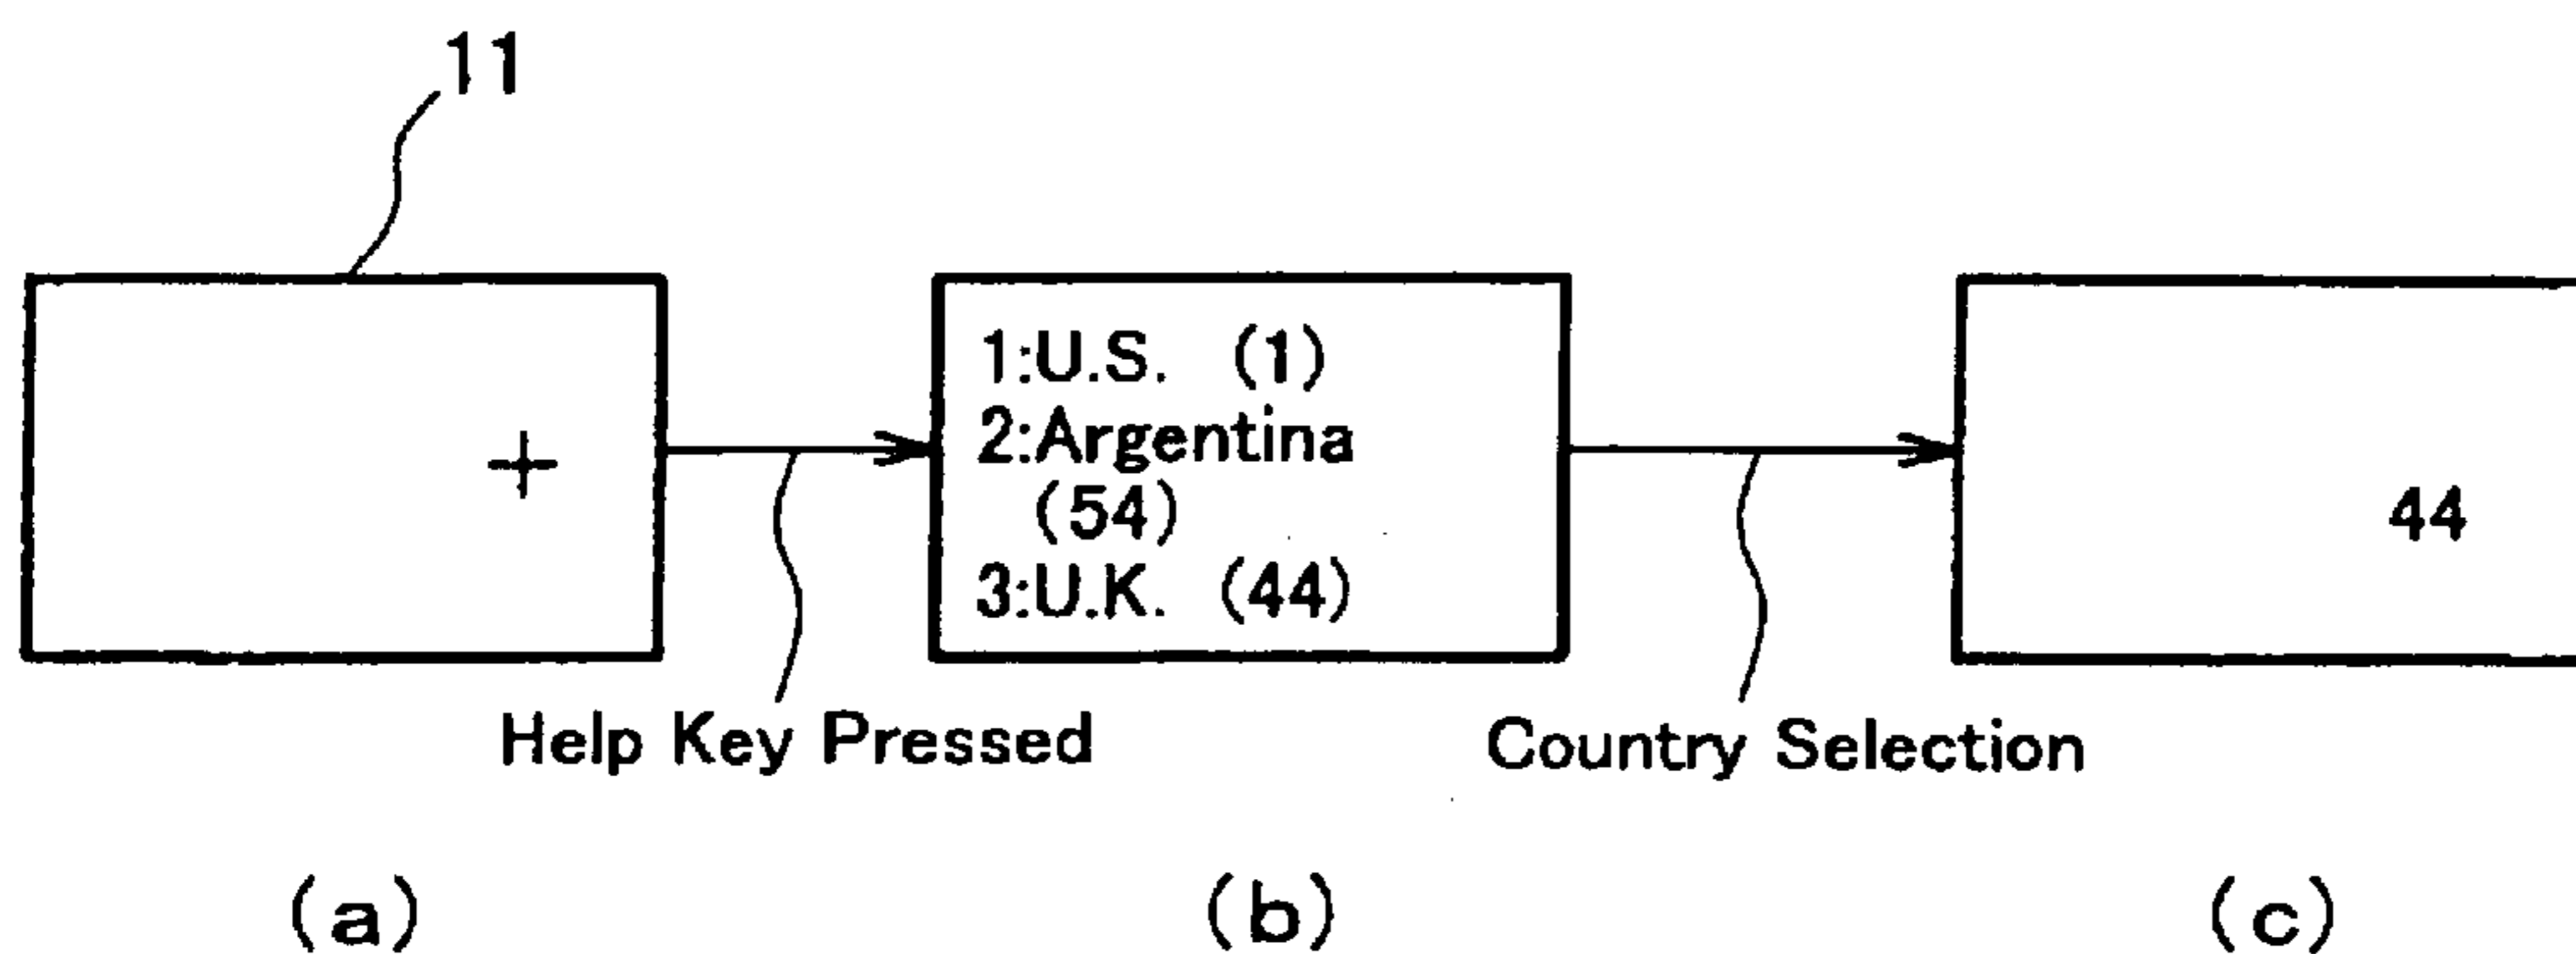 11
+
1:U.S. (1)
2:Argentina
(54)
3:U.K. (44)
44
Help Key Pressed
Country Selection
(a)
(b)
(c)